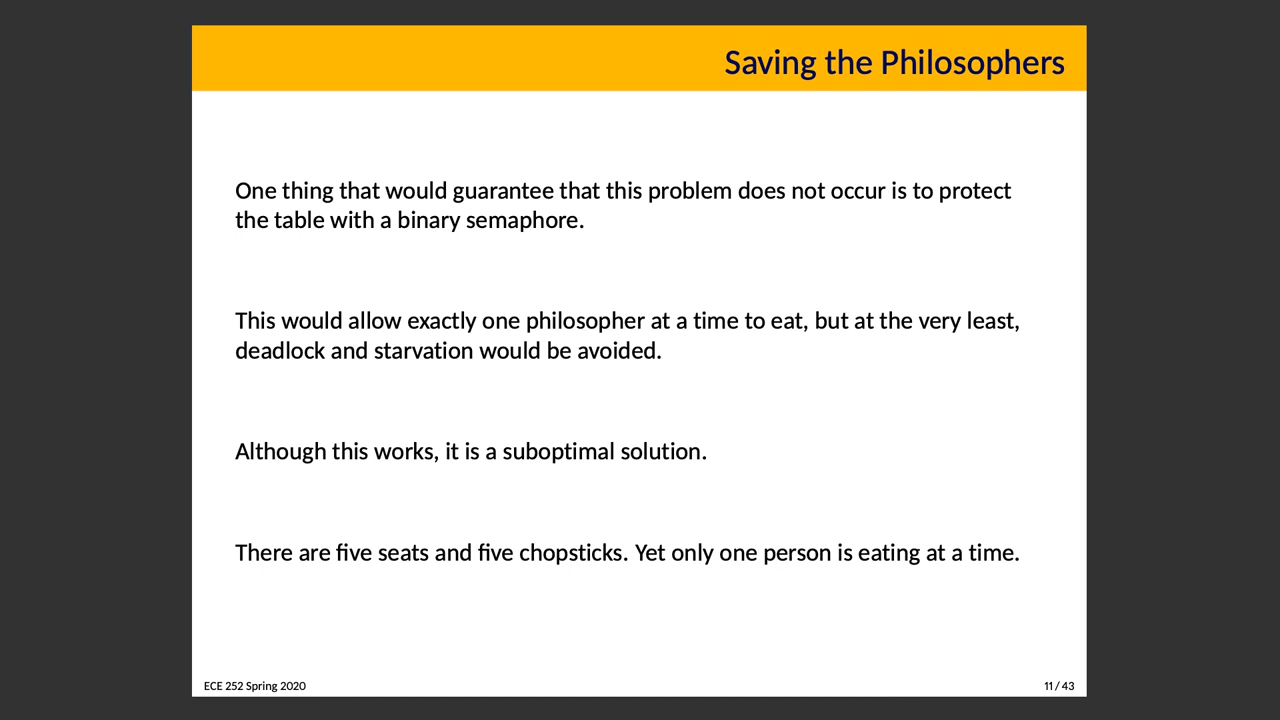 Saving the Philosophers
One thing that would guarantee that this problem does not occur is to protect
the table with a binary semaphore.
This would allow exactly one philosopher at a time to eat, but at the very least,
deadlock and starvation would be avoided.
Although this works, it is a suboptimal solution.
There are five seats and five chopsticks. Yet only one person is eating at a time.
ECE 252 Spring 2020
11 / 43